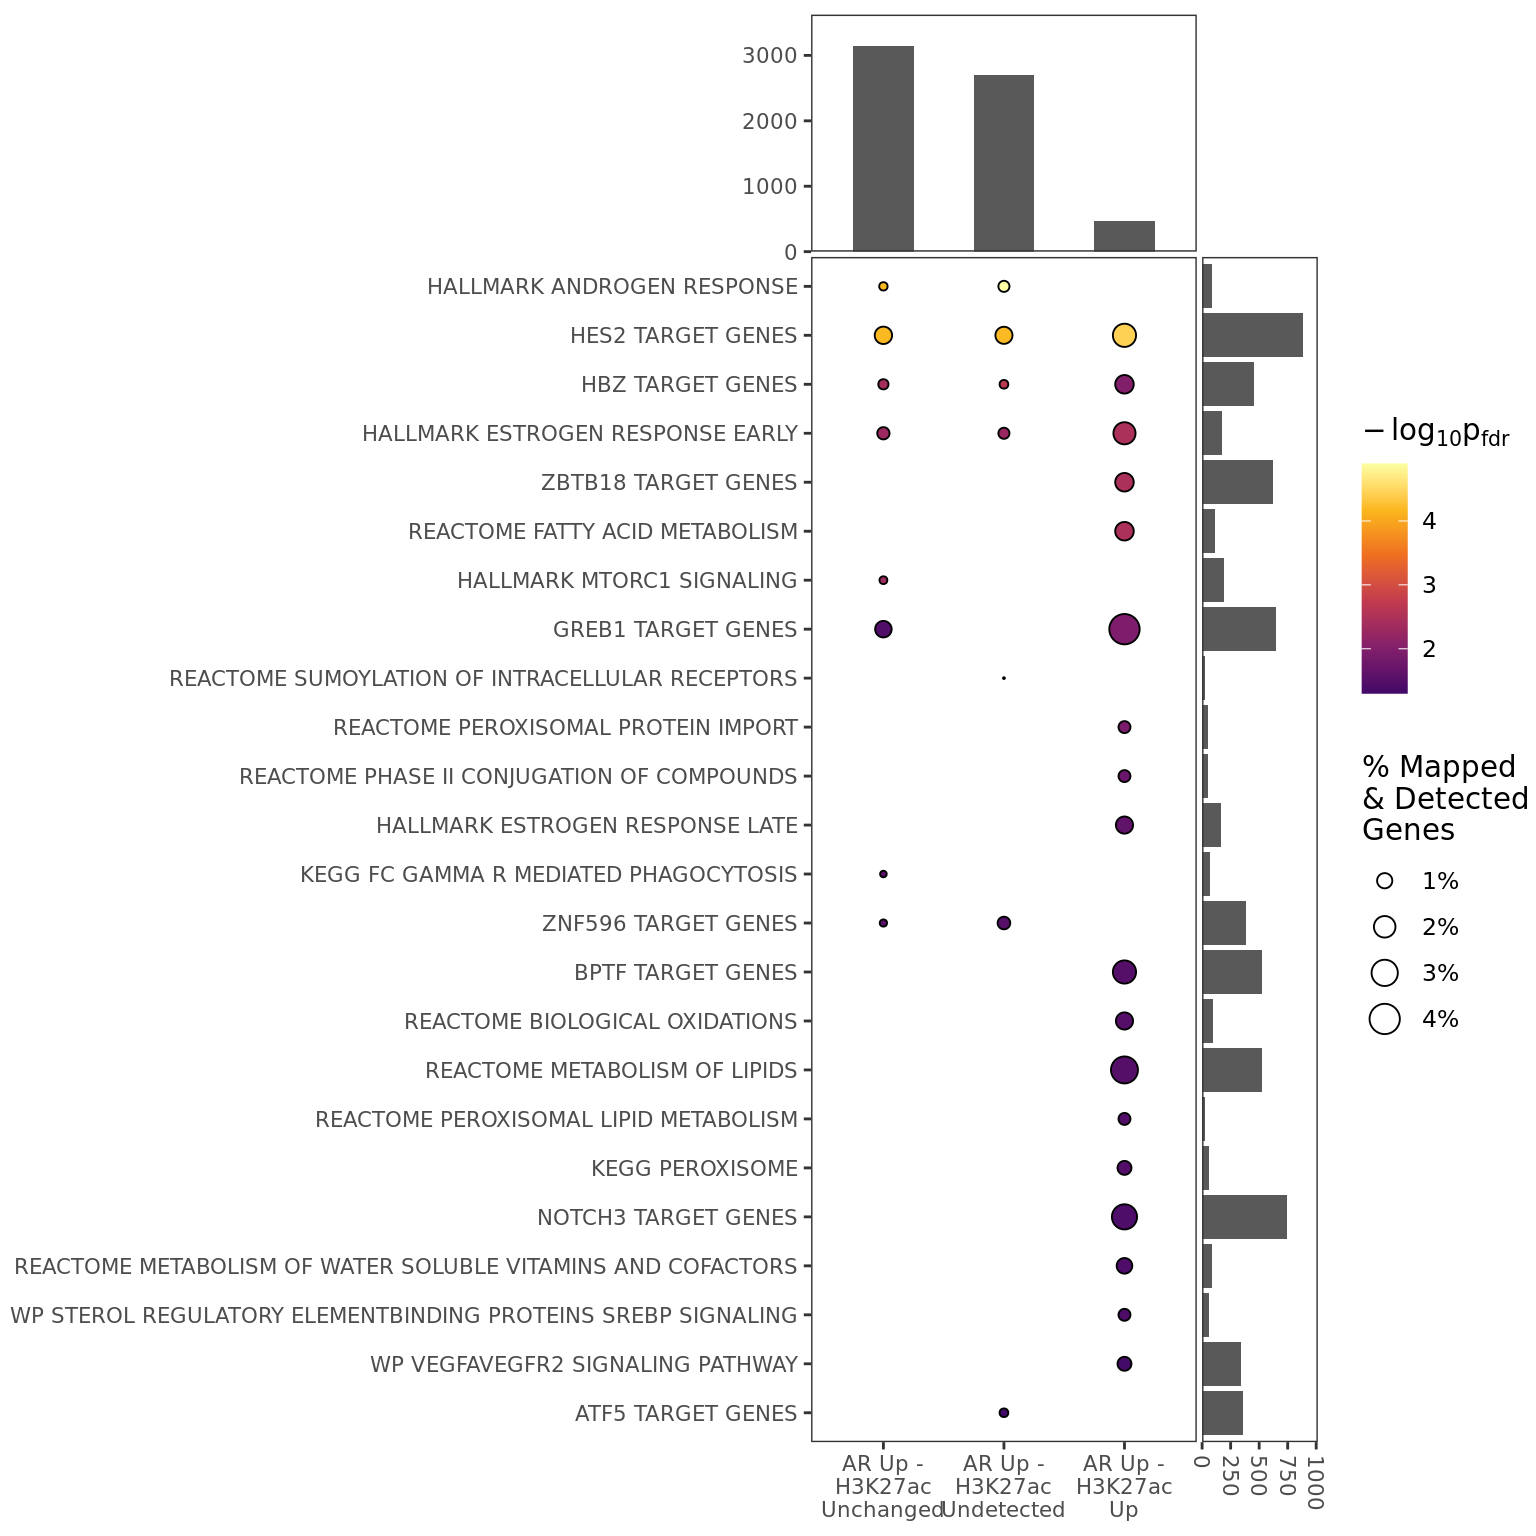 3000
2000
1000
0
HALLMARK ANDROGEN RESPONSE
HES2 TARGET GENES
HBZ TARGET GENES
HALLMARK ESTROGEN RESPONSE EARLY
ZBTB18 TARGET GENES
REACTOME FATTY ACID METABOLISM
HALLMARK MTORC1 SIGNALING
GREB1 TARGET GENES
REACTOME SUMOYLATION OF INTRACELLULAR RECEPTORS
REACTOME PEROXISOMAL PROTEIN IMPORT
REACTOME PHASE II CONJUGATION OF COMPOUNDS
HALLMARK ESTROGEN RESPONSE LATE
KEGG FC GAMMA R MEDIATED PHAGOCYTOSIS
ZNF596 TARGET GENES
BPTF TARGET GENES
REACTOME BIOLOGICAL OXIDATIONS
REACTOME METABOLISM OF LIPIDS
REACTOME PEROXISOMAL LIPID METABOLISM
KEGG PEROXISOME
NOTCH3 TARGET GENES
REACTOME METABOLISM OF WATER SOLUBLE VITAMINS AND COFACTORS
WP STEROL REGULATORY ELEMENTBINDING PROTEINS SREBP SIGNALING
WP VEGFAVEGFR2 SIGNALING PATHWAY
ATF5 TARGET GENES
AR Up -
H3K27ac
Unchanged
AR Up -
H3K27ac
Undetected
AR Up -
H3K27ac
Up
0
250
500
750
1000
−log₁₀p_fdr
4
3
2
% Mapped
& Detected
Genes
1%
2%
3%
4%